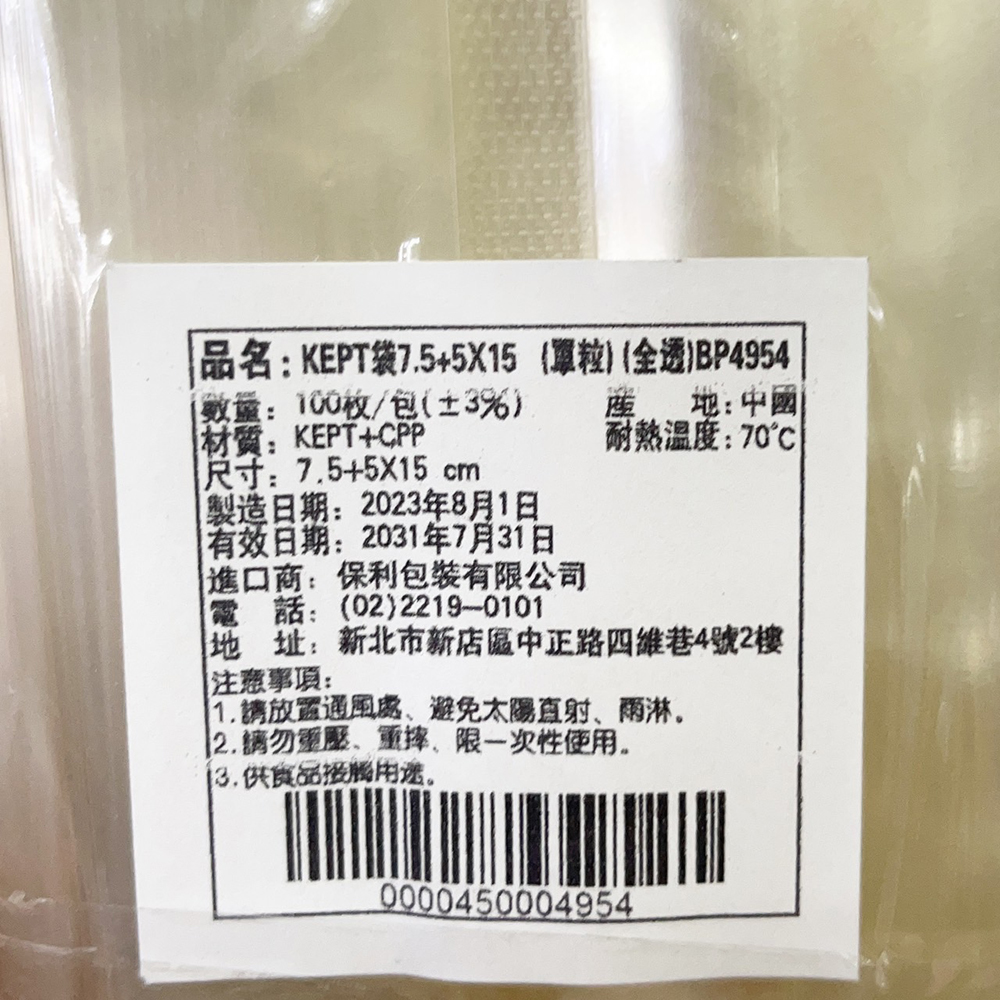 品名: KEPT袋7.5+5X15 (單粒)(全透)BP4954
數量: 100枚/包(±3%) 産 地:中國
材質: KEPT+CPP 耐熱溫度:70℃
尺寸: 7.5+5X15 cm
製造日期: 2023年8月1日
有效日期: 2031年7月31日
進口商: 保利包裝有限公司
電 話: (02)2219-0101
地 址: 新北市新店區中正路四維巷4號2樓
注意事項:
1.請放置通風處、避免太陽直射、雨淋。
2.請勿重壓、重摔、限一次性使用。
3.供食品接觸用途。
0000450004954